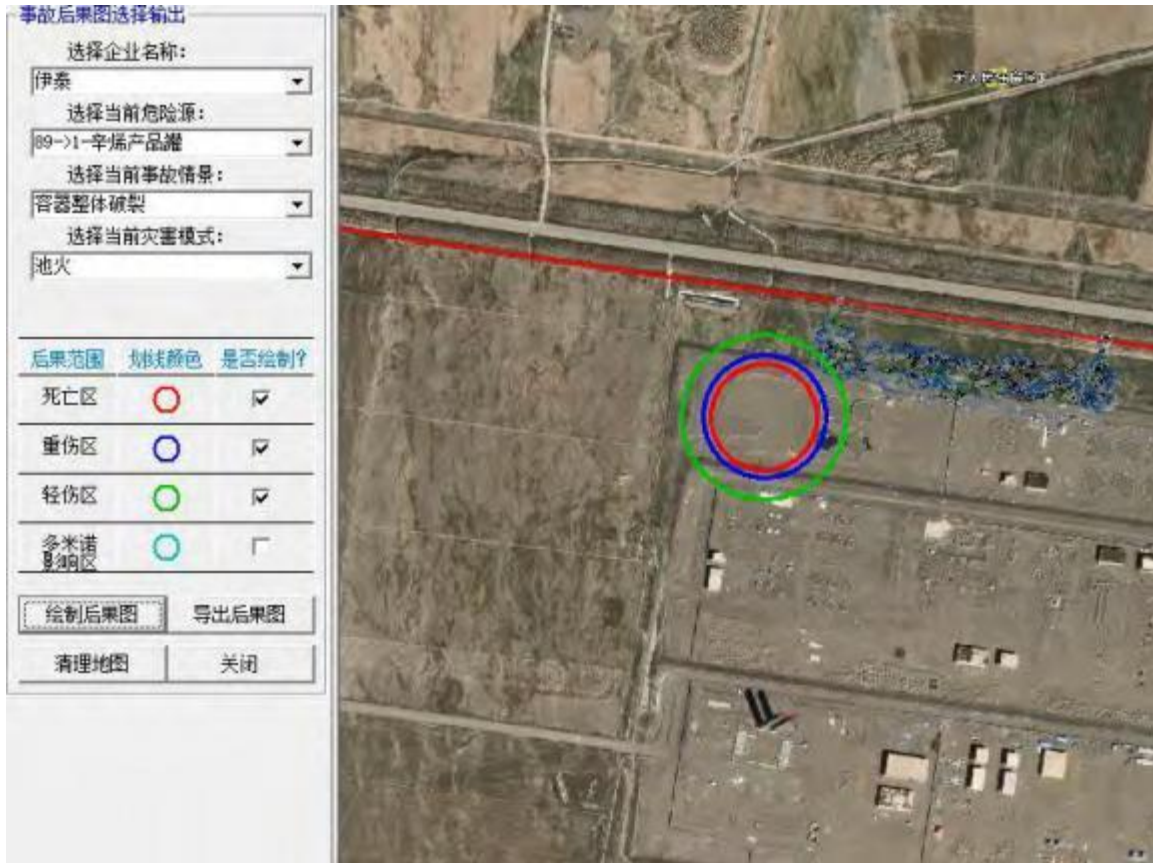 事故后果图选择输出
选择企业名称：
伊泰
选择当前危险源：
89->1-辛烯产品罐
选择当前事故情景：
容器整体破裂
选择当前灾害模式：
池火
后果范围 划线颜色 是否绘制?
死亡区
重伤区
轻伤区
多米诺
影响区
绘制后果图 导出后果图
清理地图 关闭